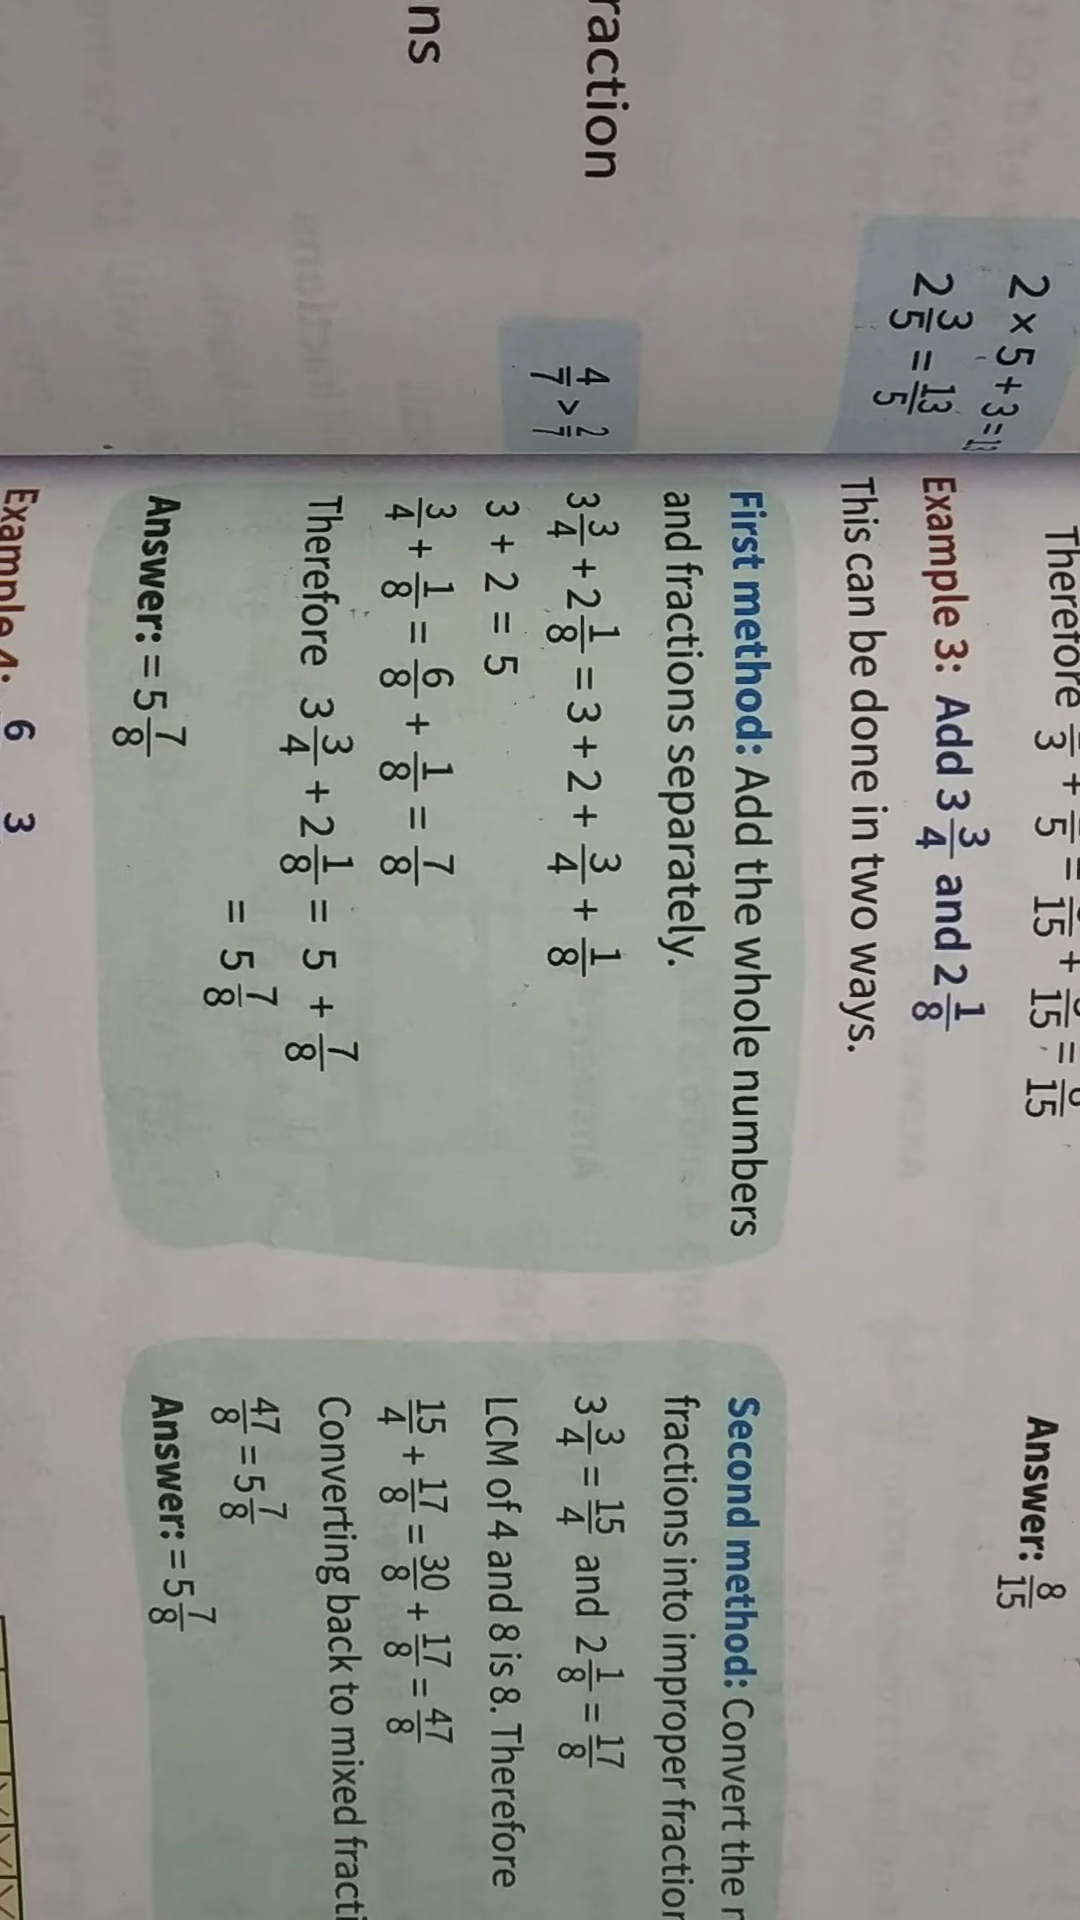 raction
ns
2 × 5 + 3 = 13
2 3/5 = 13/5
4/7 > 2/7
Therefore
Answer: 8/15
Example 3: Add 3 3/4 and 2 1/8
This can be done in two ways.
First method: Add the whole numbers
and fractions separately.
3 3/4 + 2 1/8 = 3 + 2 + 3/4 + 1/8
3 + 2 = 5
3/4 + 1/8 = 6/8 + 1/8 = 7/8
Therefore 3 3/4 + 2 1/8 = 5 + 7/8
= 5 7/8
Answer: = 5 7/8
Second method: Convert the
fractions into improper fraction
3 3/4 = 15/4 and 2 1/8 = 17/8
LCM of 4 and 8 is 8. Therefore
15/4 + 17/8 = 30/8 + 17/8 = 47/8
Converting back to mixed fracti
47/8 = 5 7/8
Answer: = 5 7/8
Example 4: 6 3